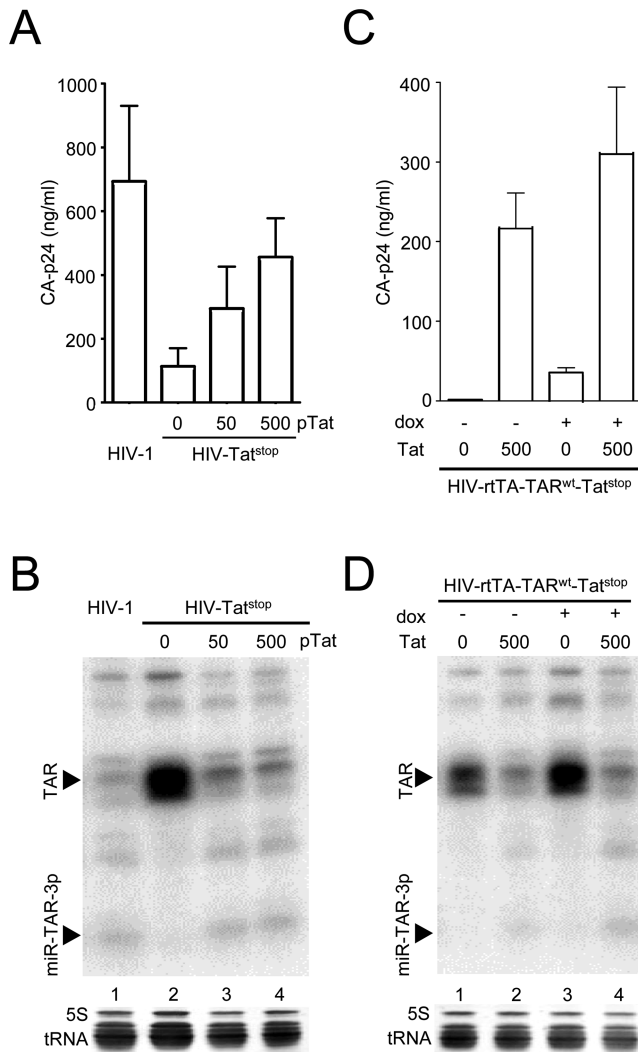 A
CA-p24 (ng/ml)
1000
800
600
400
200
0
0 50 500 pTat
HIV-1 HIV-Tatstop
C
CA-p24 (ng/ml)
400
300
200
100
0
dox - - + +
Tat 0 500 0 500
HIV-rtTA-TARwt-Tatstop
B
HIV-1 HIV-Tatstop
0 50 500 pTat
TAR
miR-TAR-3p
1 2 3 4
5S
tRNA
D
HIV-rtTA-TARwt-Tatstop
dox - - + +
Tat 0 500 0 500
TAR
miR-TAR-3p
1 2 3 4
5S
tRNA